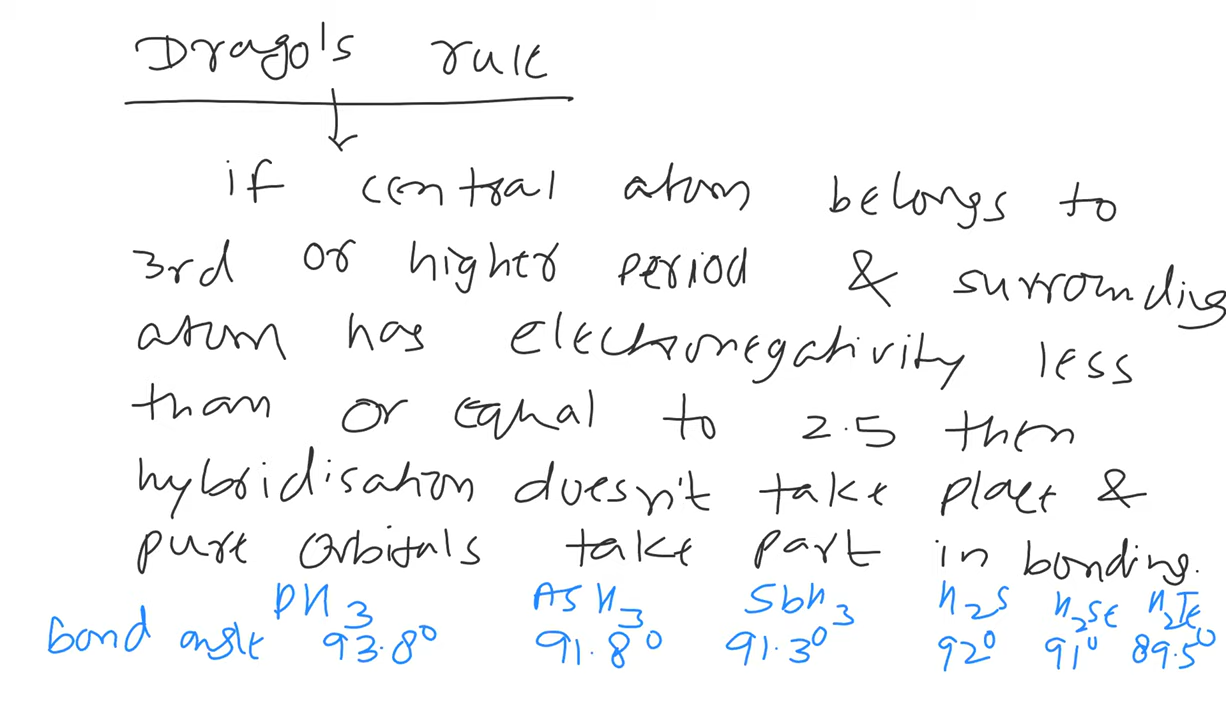 Drago's rule
if central atom belongs to
3rd or higher period & surrounding
atom has electronegativity less
than or equal to 2.5 then
hybridisation doesn't take place &
pure orbitals take part in bonding.
PH3 AsH3 SbH3 H2S H2Se H2Te
bond angle 93.8° 91.8° 91.3° 92° 91° 89.5°